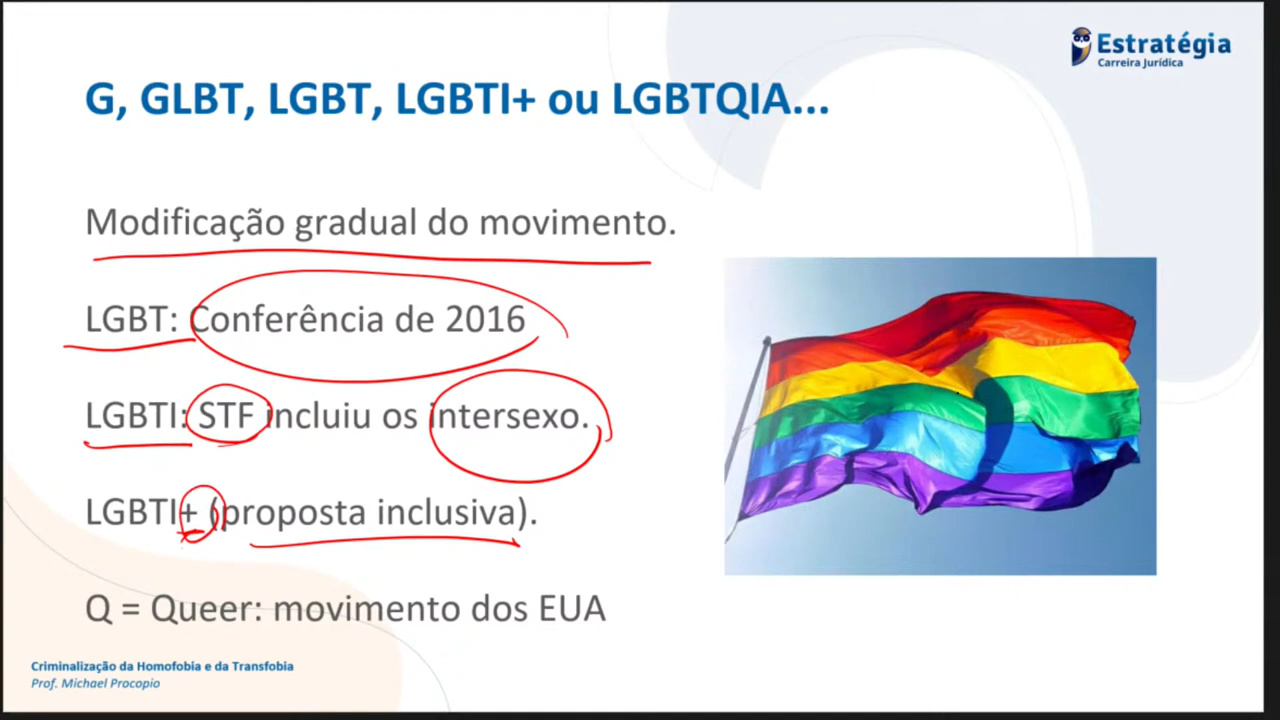 Estratégia
Carreira Jurídica
G, GLBT, LGBT, LGBTI+ ou LGBTQIA...
Modificação gradual do movimento.
LGBT: Conferência de 2016
LGBTI: STF incluiu os intersexo.
LGBTI+ (proposta inclusiva).
Q = Queer: movimento dos EUA
Criminalização da Homofobia e da Transfobia
Prof. Michael Procopio